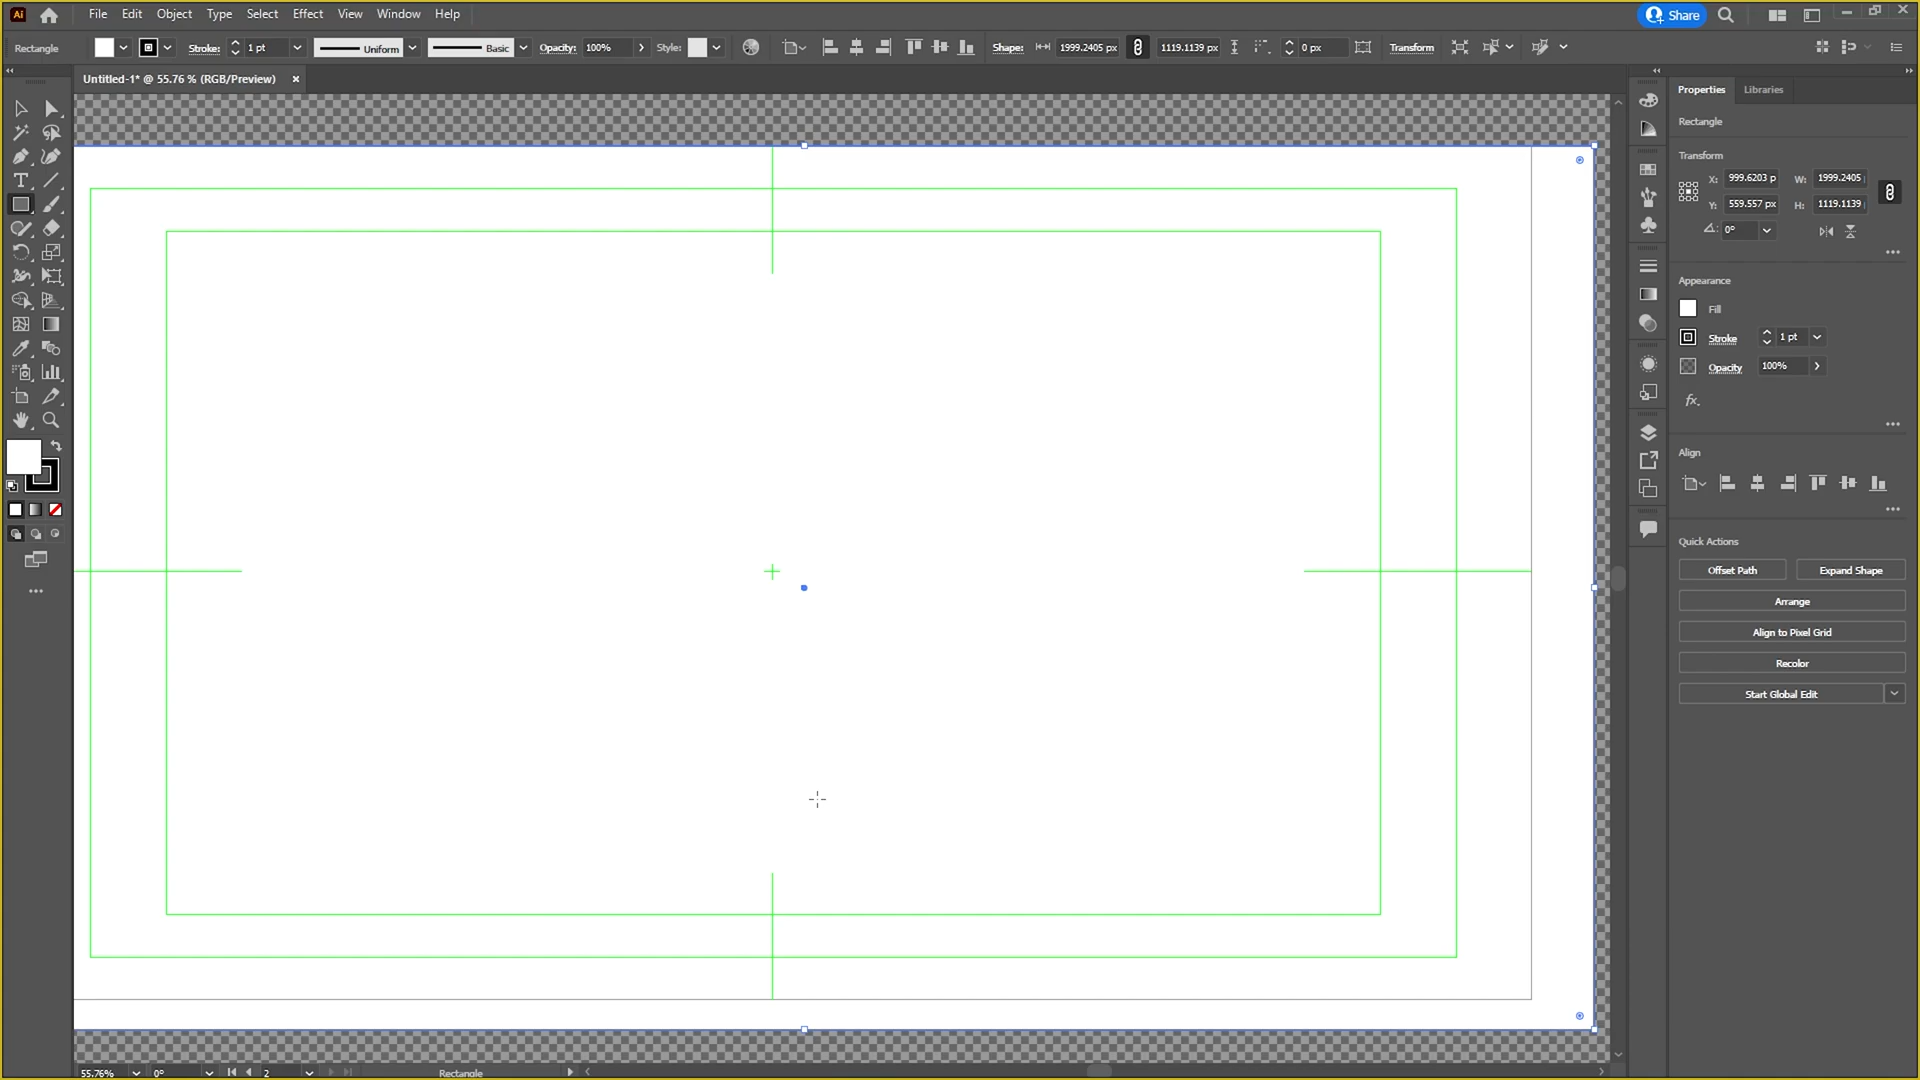 Ai File Edit Object Type Select Effect View Window Help Share
Rectangle Stroke: 1 pt Uniform Basic Opacity: 100% Style: Shape: 1999.2405 px 1119.1139 px 0 px Transform
Untitled-1* @ 55.76 % (RGB/Preview) ×
Properties Libraries
Rectangle
Transform
X: 999.6203 p W: 1999.2405
Y: 559.557 px H: 1119.1139
0°
Appearance
Fill
Stroke 1 pt
Opacity 100%
fx.
Align
Quick Actions
Offset Path Expand Shape
Arrange
Align to Pixel Grid
Recolor
Start Global Edit
55.76% 0° 2 Rectangle